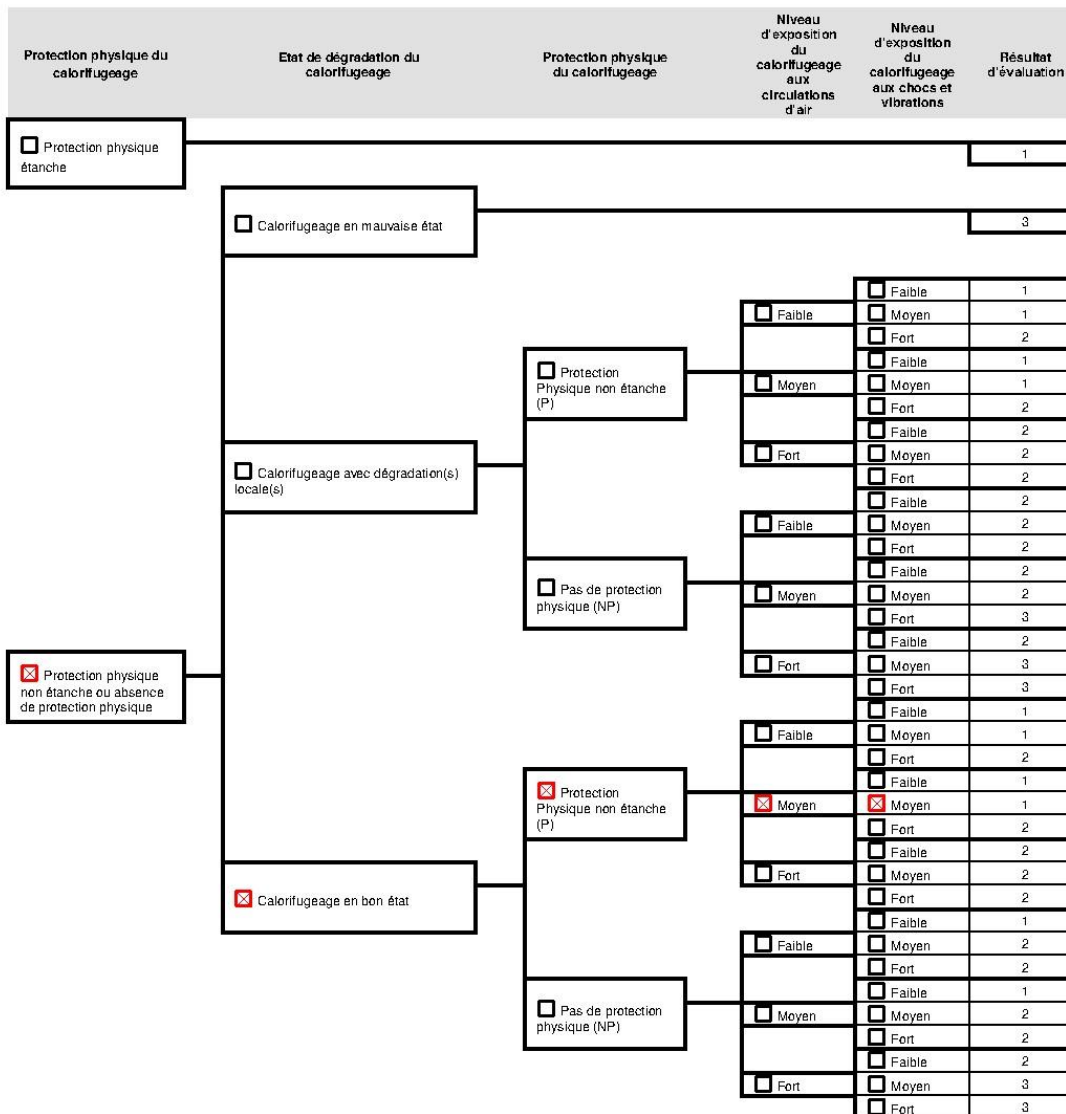 Protection physique du
calorifugeage
Etat de dégradation du
calorifugeage
Protection physique
du calorifugeage
Niveau
d'exposition
du
calorifugeage
aux
circulations
d'air
Niveau
d'exposition
du
calorifugeage
aux chocs et
vibrations
Résultat
d'évaluation
Protection physique
étanche
1
Calorifugeage en mauvaise état
3
Faible 1
Faible Moyen 1
Fort 2
Protection
Physique non étanche
(P)
Faible 1
Moyen Moyen 1
Fort 2
Faible 2
Fort Moyen 2
Fort 2
Calorifugeage avec dégradation(s)
locale(s)
Faible 2
Faible Moyen 2
Fort 2
Pas de protection
physique (NP)
Faible 2
Moyen Moyen 2
Fort 3
Faible 2
Fort Moyen 3
Fort 3
Protection physique
non étanche ou absence
de protection physique
Faible 1
Faible Moyen 1
Fort 2
Protection
Physique non étanche
(P)
Faible 1
Moyen Moyen 1
Fort 2
Faible 2
Fort Moyen 2
Fort 2
Calorifugeage en bon état
Faible 1
Faible Moyen 2
Fort 2
Pas de protection
physique (NP)
Faible 1
Moyen Moyen 2
Fort 2
Faible 2
Fort Moyen 3
Fort 3